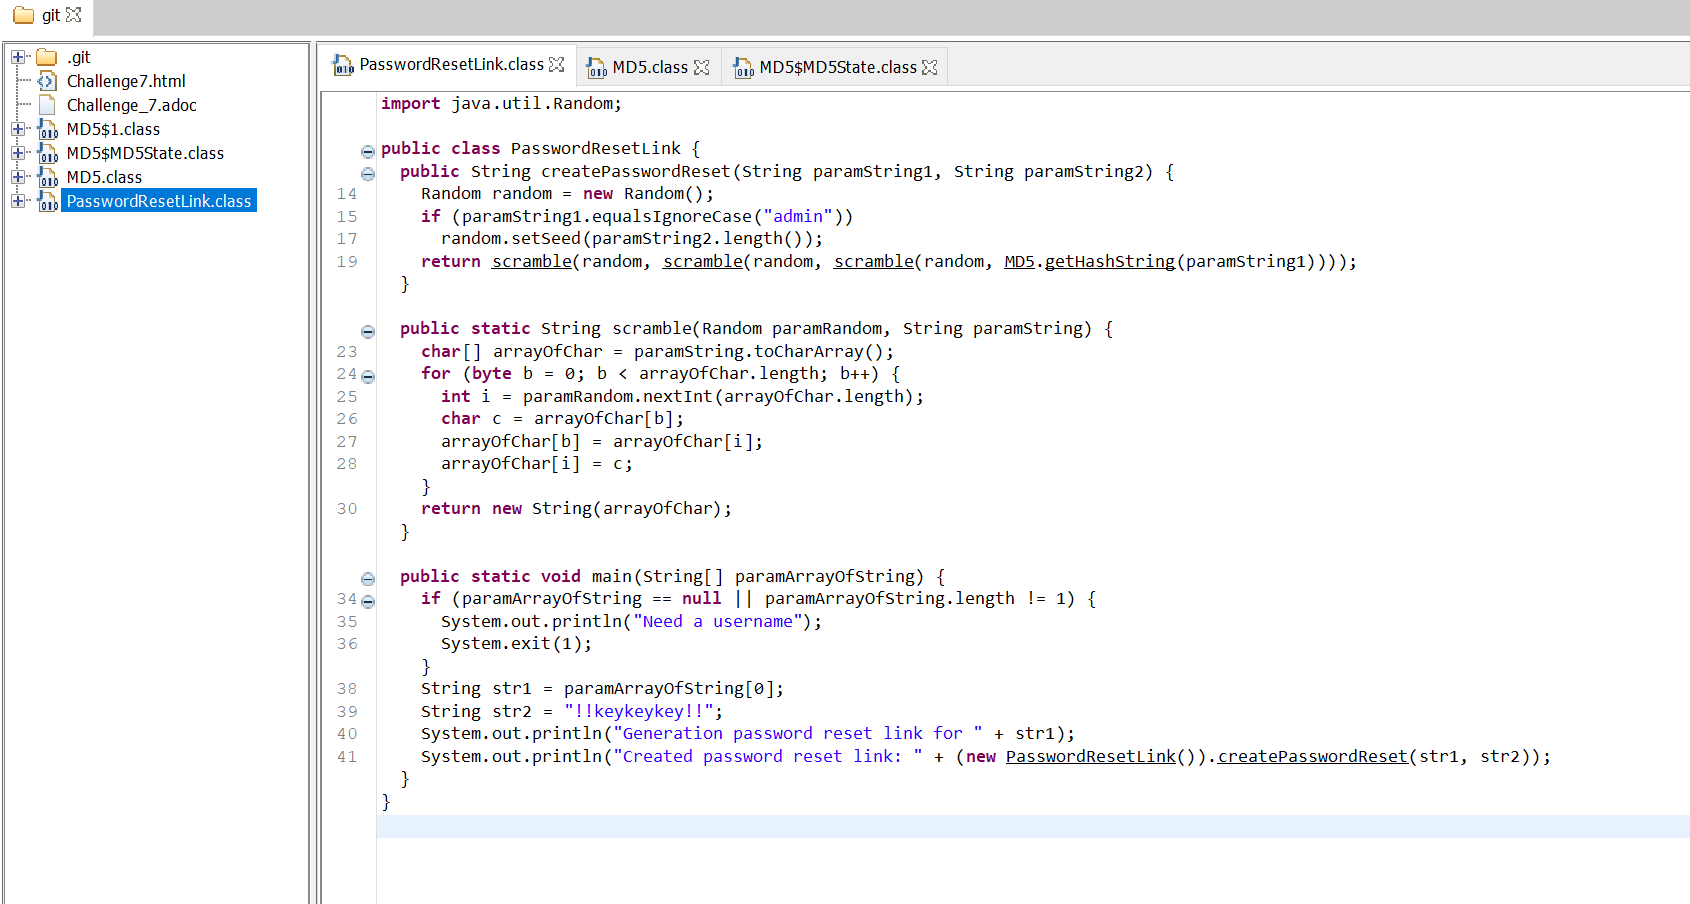 git
.git
Challenge7.html
Challenge_7.adoc
MD5$1.class
MD5$MD5State.class
MD5.class
PasswordResetLink.class
PasswordResetLink.class MD5.class MD5$MD5State.class
import java.util.Random;
public class PasswordResetLink {
public String createPasswordReset(String paramString1, String paramString2) {
14 Random random = new Random();
15 if (paramString1.equalsIgnoreCase("admin"))
17 random.setSeed(paramString2.length());
19 return scramble(random, scramble(random, scramble(random, MD5.getHashString(paramString1))));
}
public static String scramble(Random paramRandom, String paramString) {
23 char[] arrayOfChar = paramString.toCharArray();
24 for (byte b = 0; b < arrayOfChar.length; b++) {
25 int i = paramRandom.nextInt(arrayOfChar.length);
26 char c = arrayOfChar[b];
27 arrayOfChar[b] = arrayOfChar[i];
28 arrayOfChar[i] = c;
}
30 return new String(arrayOfChar);
}
public static void main(String[] paramArrayOfString) {
34 if (paramArrayOfString == null || paramArrayOfString.length != 1) {
35 System.out.println("Need a username");
36 System.exit(1);
}
38 String str1 = paramArrayOfString[0];
39 String str2 = "!!keykeykey!!";
40 System.out.println("Generation password reset link for " + str1);
41 System.out.println("Created password reset link: " + (new PasswordResetLink()).createPasswordReset(str1, str2));
}
}